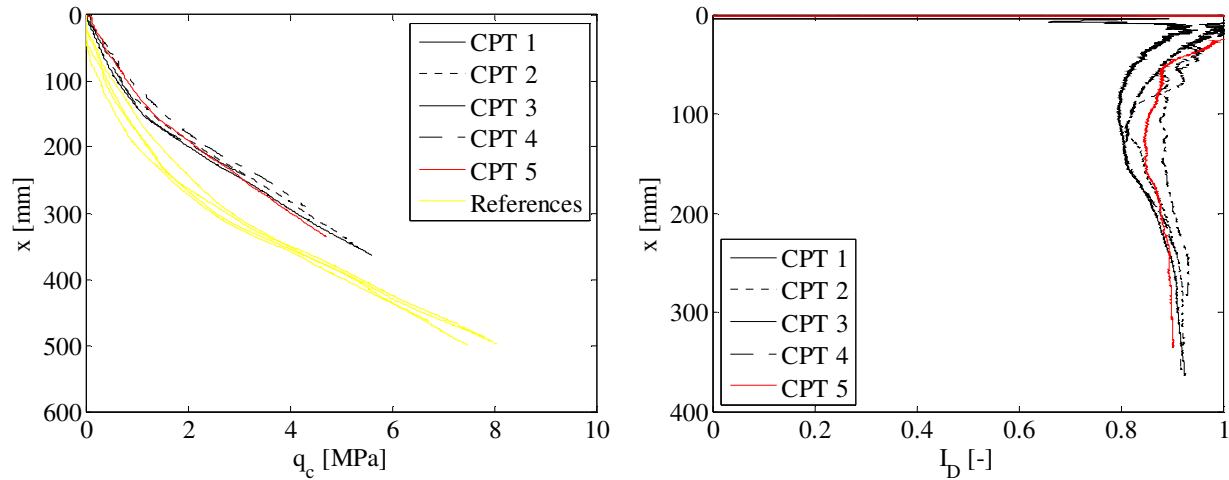 0
100
200
300
400
500
600
x [mm]
0
2
4
6
8
10
q_c [MPa]
CPT 1
CPT 2
CPT 3
CPT 4
CPT 5
References
0
100
200
300
400
x [mm]
0
0.2
0.4
0.6
0.8
1
I_D [-]
CPT 1
CPT 2
CPT 3
CPT 4
CPT 5